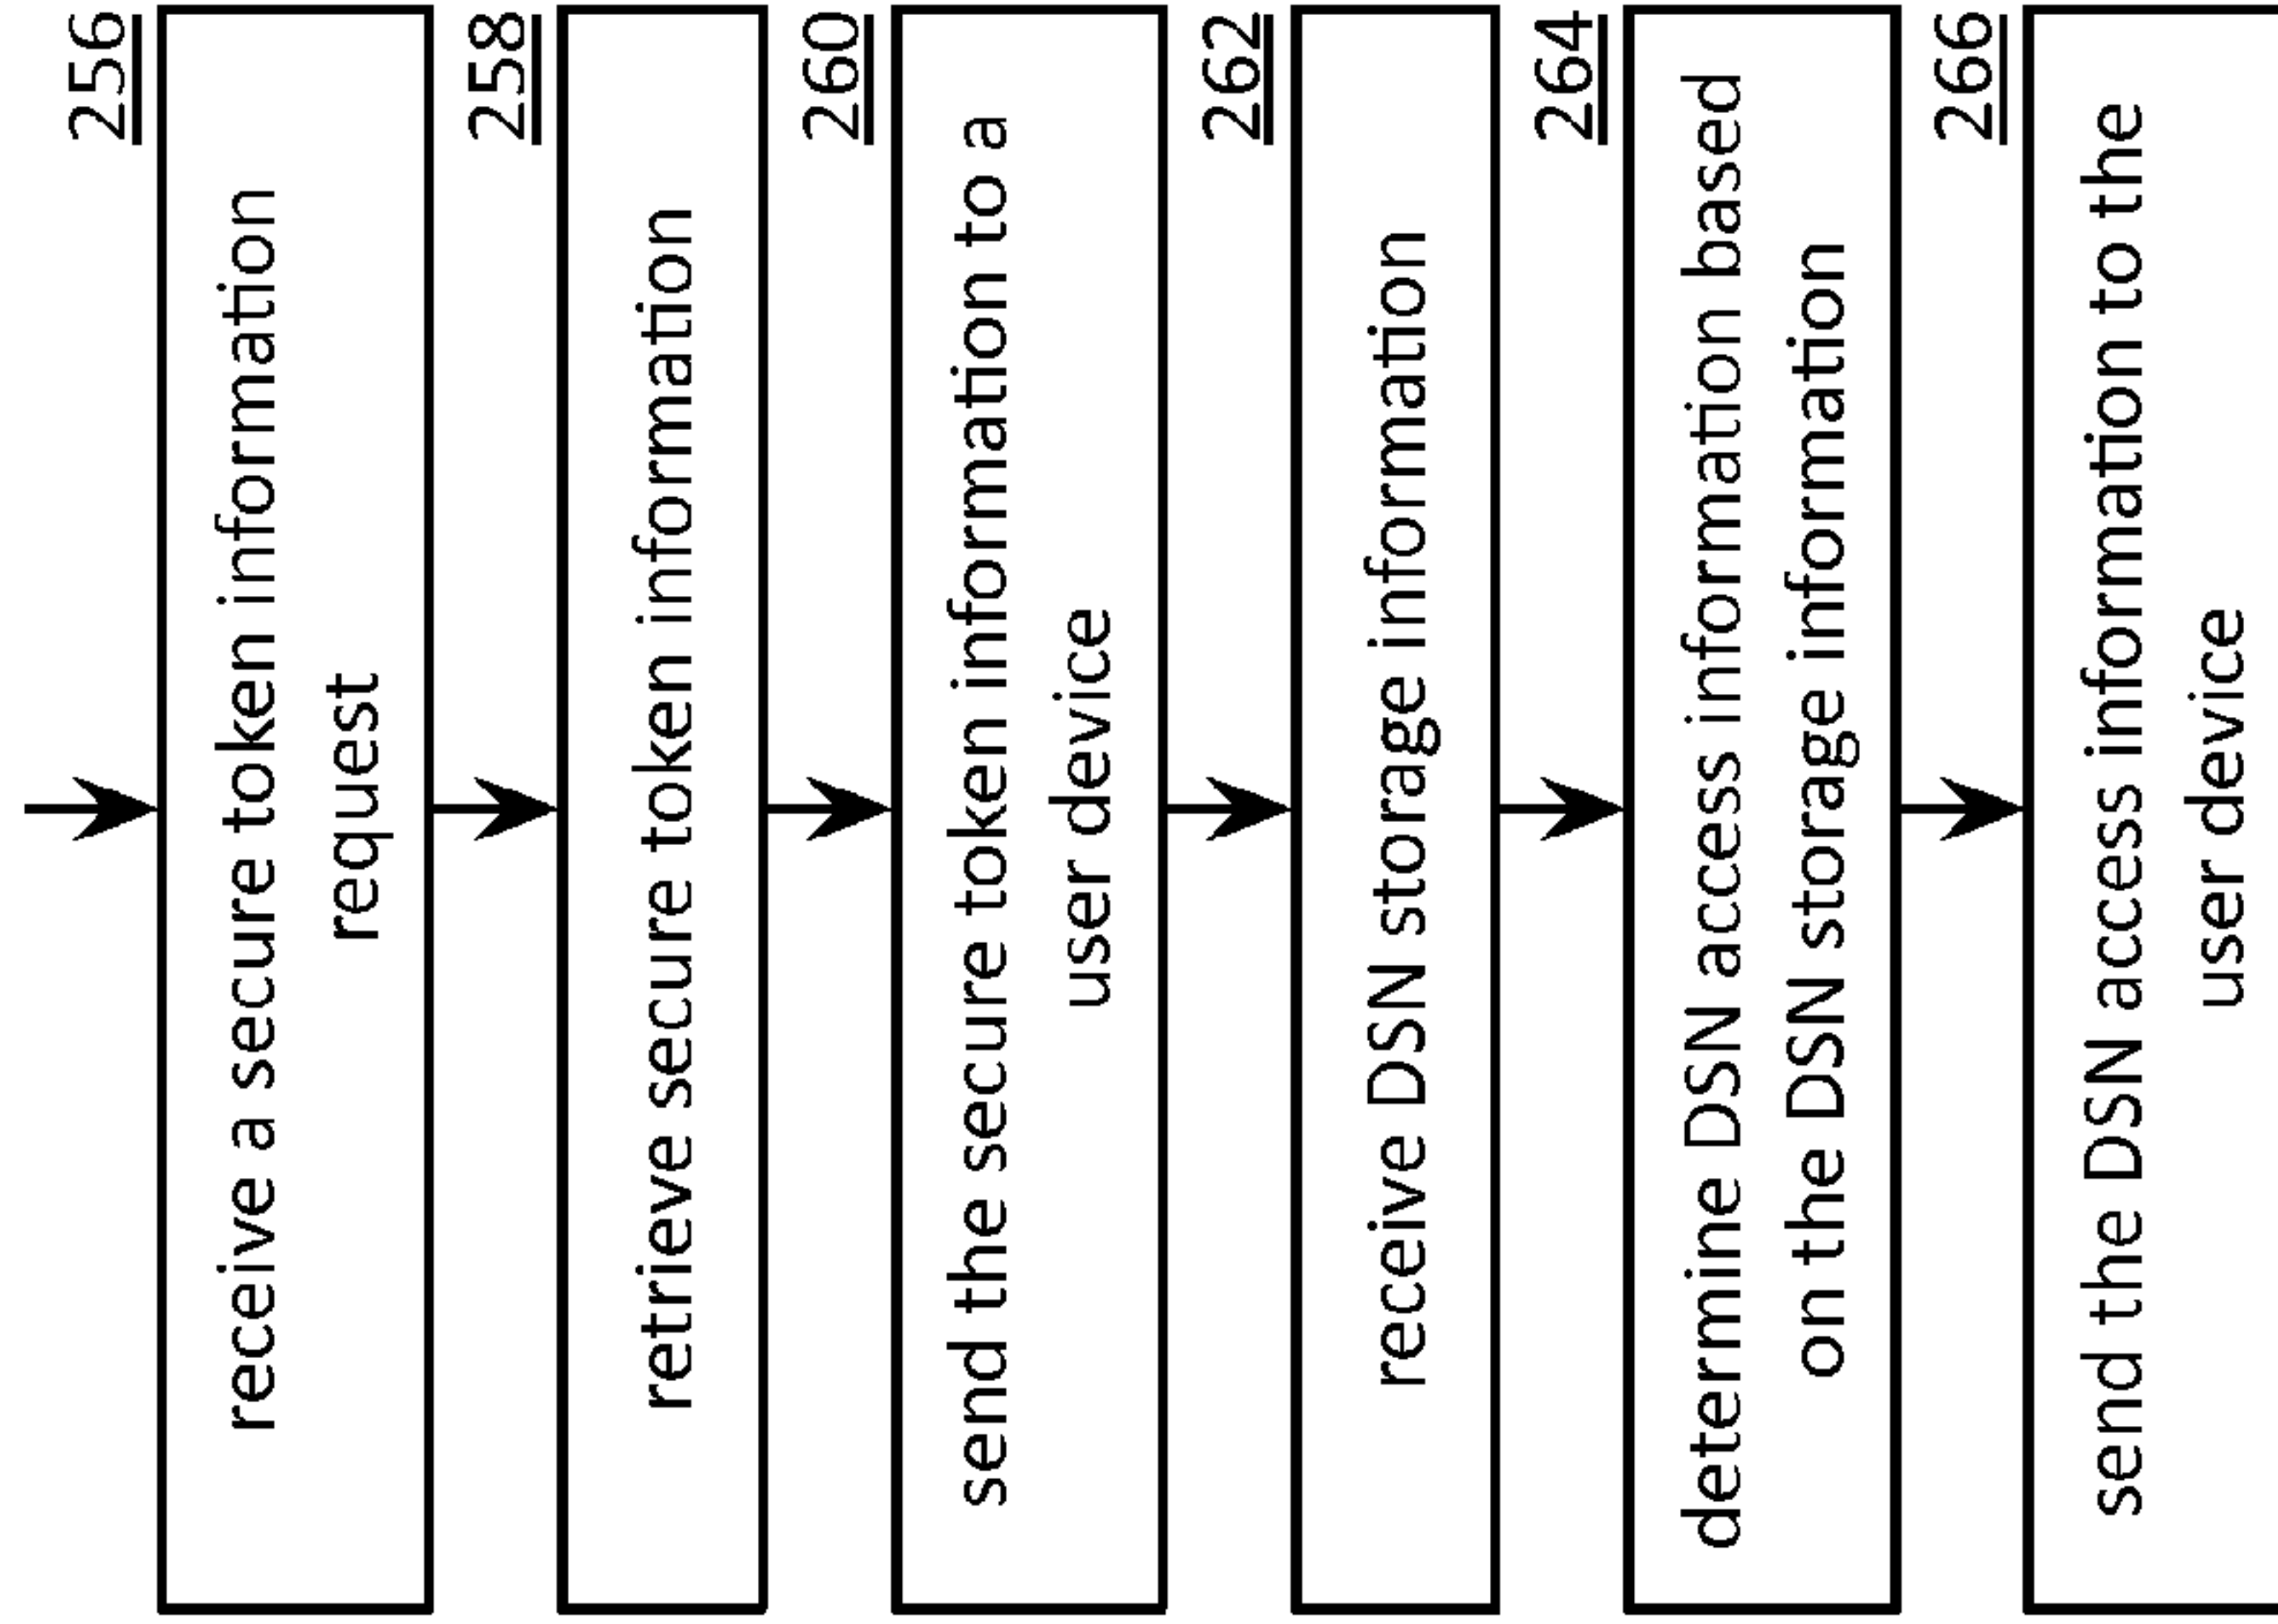 256
receive a secure token information
request
258
retrieve secure token information
260
send the secure token information to a
user device
262
receive DSN storage information
264
determine DSN access information based
on the DSN storage information
266
send the DSN access information to the
user device